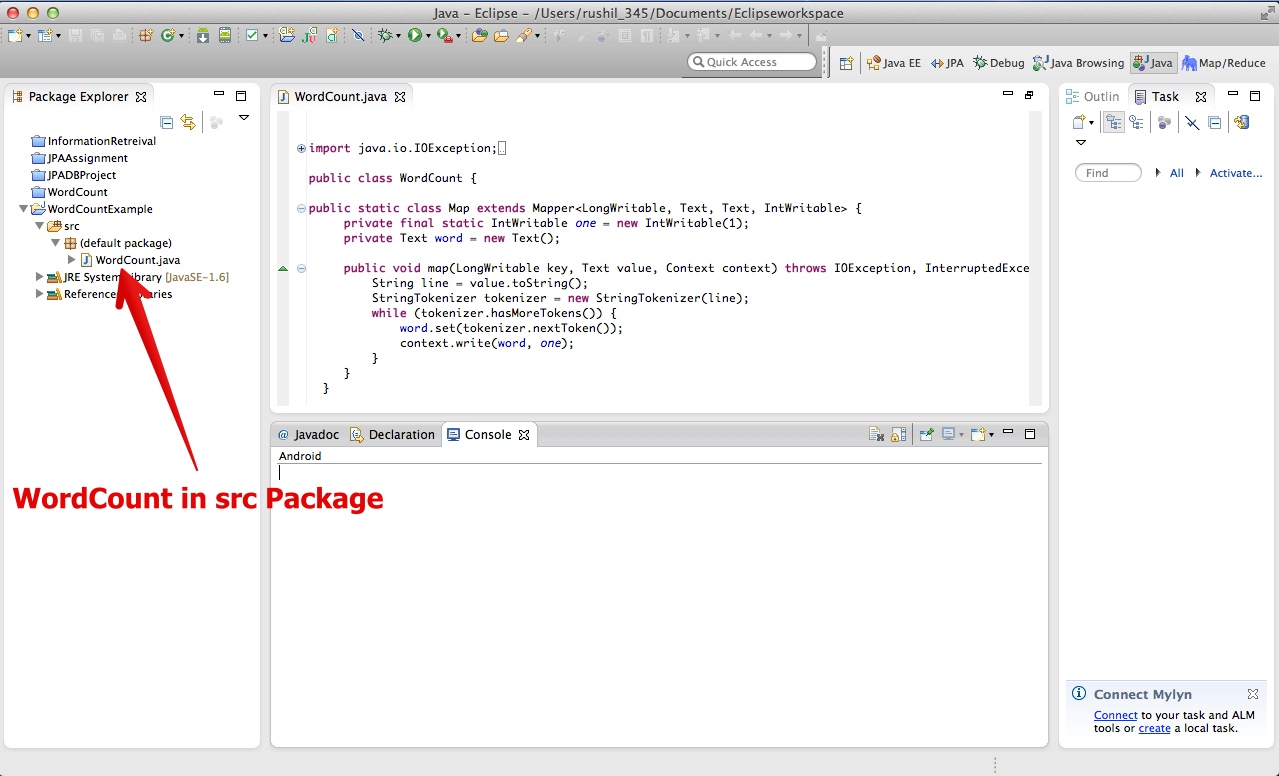 Java – Eclipse – /Users/rushil_345/Documents/Eclipseworkspace
Quick Access
Java EE
JPA
Debug
Java Browsing
Java
Map/Reduce
Package Explorer
InformationRetreival
JPAAssignment
JPADBProject
WordCount
WordCountExample
src
(default package)
WordCount.java
JRE System Library [JavaSE-1.6]
WordCount in src Package
WordCount.java
import java.io.IOException;
public class WordCount {
public static class Map extends Mapper<LongWritable, Text, Text, IntWritable> {
private final static IntWritable one = new IntWritable(1);
private Text word = new Text();
public void map(LongWritable key, Text value, Context context) throws IOException, InterruptedExce
String line = value.toString();
StringTokenizer tokenizer = new StringTokenizer(line);
while (tokenizer.hasMoreTokens()) {
word.set(tokenizer.nextToken());
context.write(word, one);
}
}
}
@ Javadoc
Declaration
Console
Android
Outlin
Task
Find
All
Activate...
Connect Mylyn
Connect to your task and ALM
tools or create a local task.